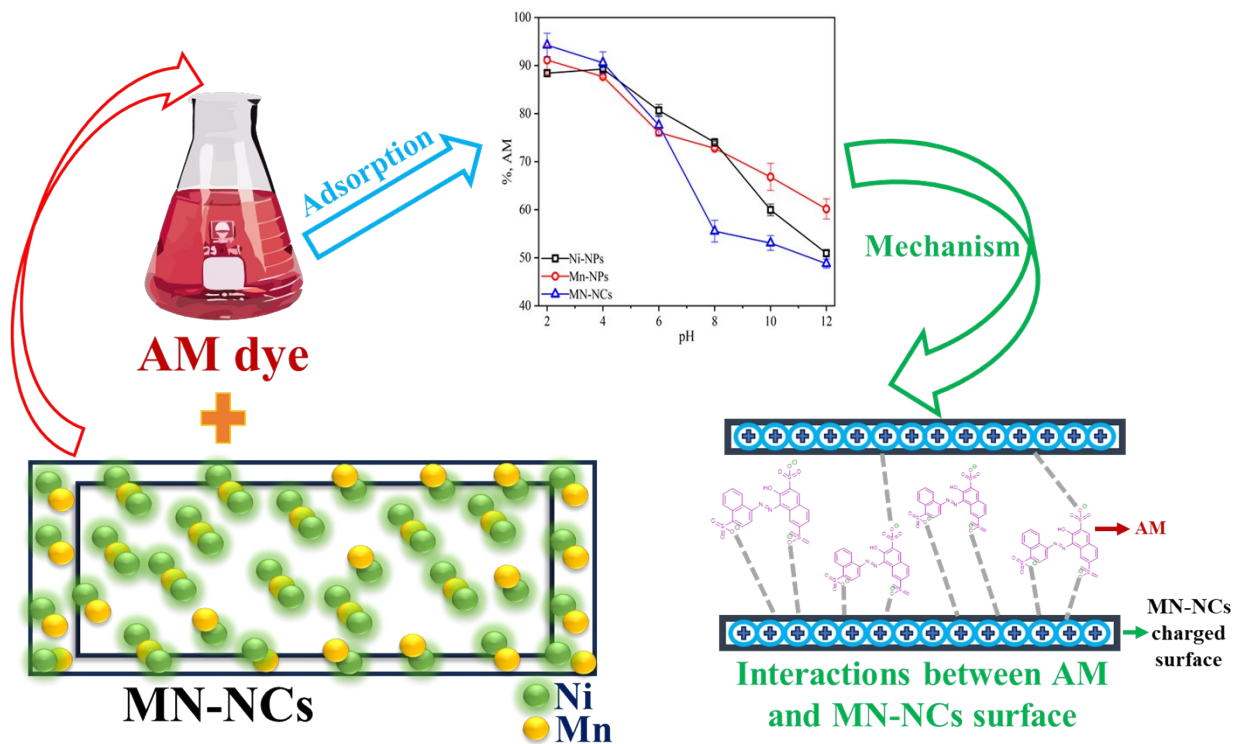 Adsorption
100
90
80
70
60
50
40
%, AM
Ni-NPs
Mn-NPs
MN-NCs
2 4 6 8 10 12
pH
Mechanism
AM dye
MN-NCs
Ni
Mn
AM
MN-NCs
charged
surface
Interactions between AM
and MN-NCs surface